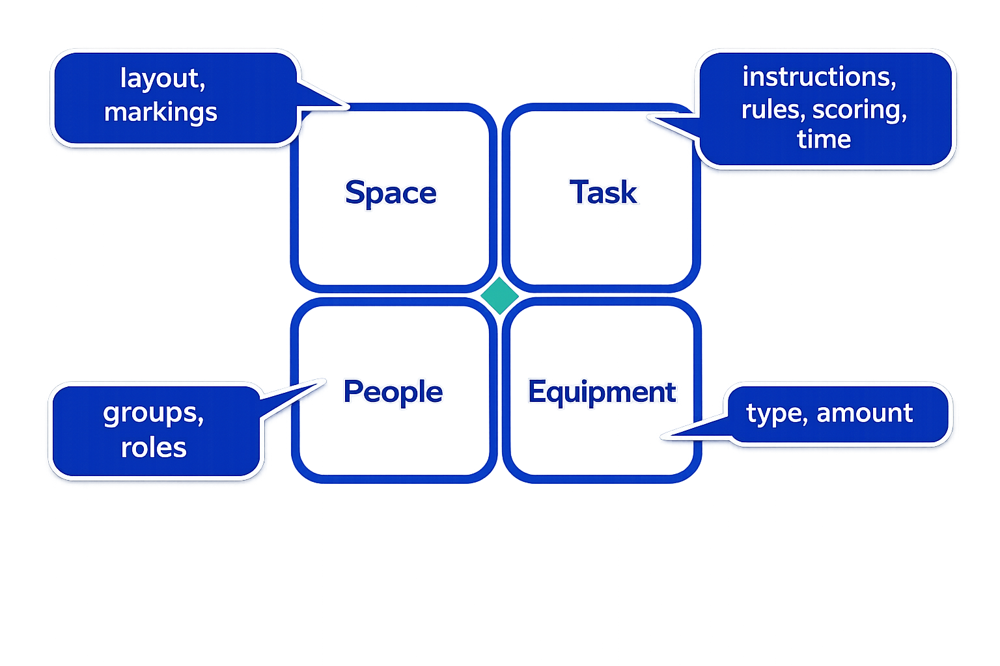 layout,
markings
instructions,
rules, scoring,
time
Space
Task
People
Equipment
groups,
roles
type, amount